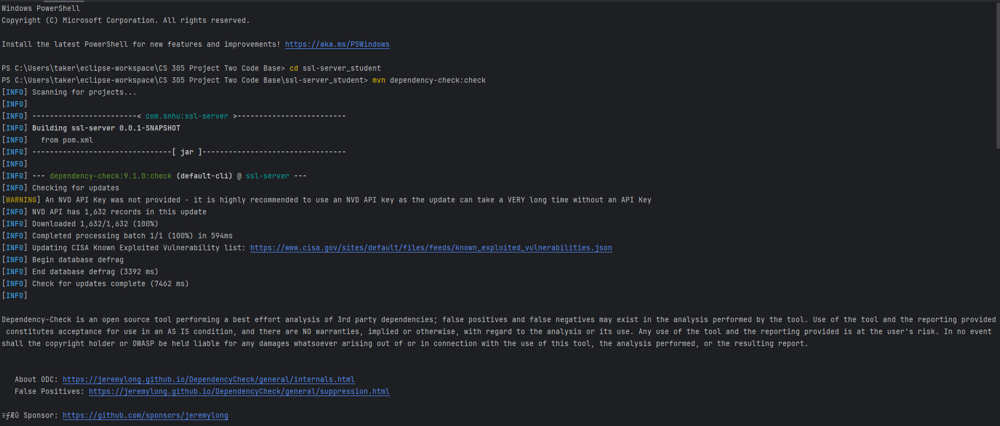 Windows PowerShell
Copyright (C) Microsoft Corporation. All rights reserved.
Install the latest PowerShell for new features and improvements! https://aka.ms/PSWindows
PS C:\Users\taker\eclipse-workspace\CS 305 Project Two Code Base> cd ssl-server_student
PS C:\Users\taker\eclipse-workspace\CS 305 Project Two Code Base\ssl-server_student> mvn dependency-check:check
[INFO] Scanning for projects...
[INFO]
[INFO] ------------------------< com.snhu:ssl-server >-------------------------
[INFO] Building ssl-server 0.0.1-SNAPSHOT
[INFO]   from pom.xml
[INFO] --------------------------------[ jar ]---------------------------------
[INFO]
[INFO] --- dependency-check:9.1.0:check (default-cli) @ ssl-server ---
[INFO] Checking for updates
[WARNING] An NVD API Key was not provided - it is highly recommended to use an NVD API key as the update can take a VERY long time without an API Key
[INFO] NVD API has 1,632 records in this update
[INFO] Downloaded 1,632/1,632 (100%)
[INFO] Completed processing batch 1/1 (100%) in 594ms
[INFO] Updating CISA Known Exploited Vulnerability list: https://www.cisa.gov/sites/default/files/feeds/known_exploited_vulnerabilities.json
[INFO] Begin database defrag
[INFO] End database defrag (3392 ms)
[INFO] Check for updates complete (7462 ms)
[INFO]
Dependency-Check is an open source tool performing a best effort analysis of 3rd party dependencies; false positives and false negatives may exist in the analysis performed by the tool. Use of the tool and the reporting provided
constitutes acceptance for use in an AS IS condition, and there are NO warranties, implied or otherwise, with regard to the analysis or its use. Any use of the tool and the reporting provided is at the user's risk. In no event
shall the copyright holder or OWASP be held liable for any damages whatsoever arising out of or in connection with the use of this tool, the analysis performed, or the resulting report.
About ODC: https://jeremylong.github.io/DependencyCheck/general/internals.html
False Positives: https://jeremylong.github.io/DependencyCheck/general/suppression.html
≡ƒÆÛ Sponsor: https://github.com/sponsors/jeremylong